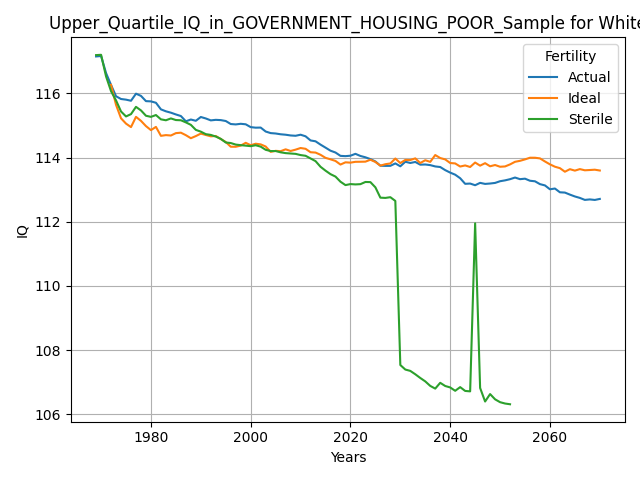 Upper_Quartile_IQ_in_GOVERNMENT_HOUSING_POOR_Sample for White
Fertility
Actual
Ideal
Sterile
116
114
112
110
108
106
IQ
1980 2000 2020 2040 2060
Years